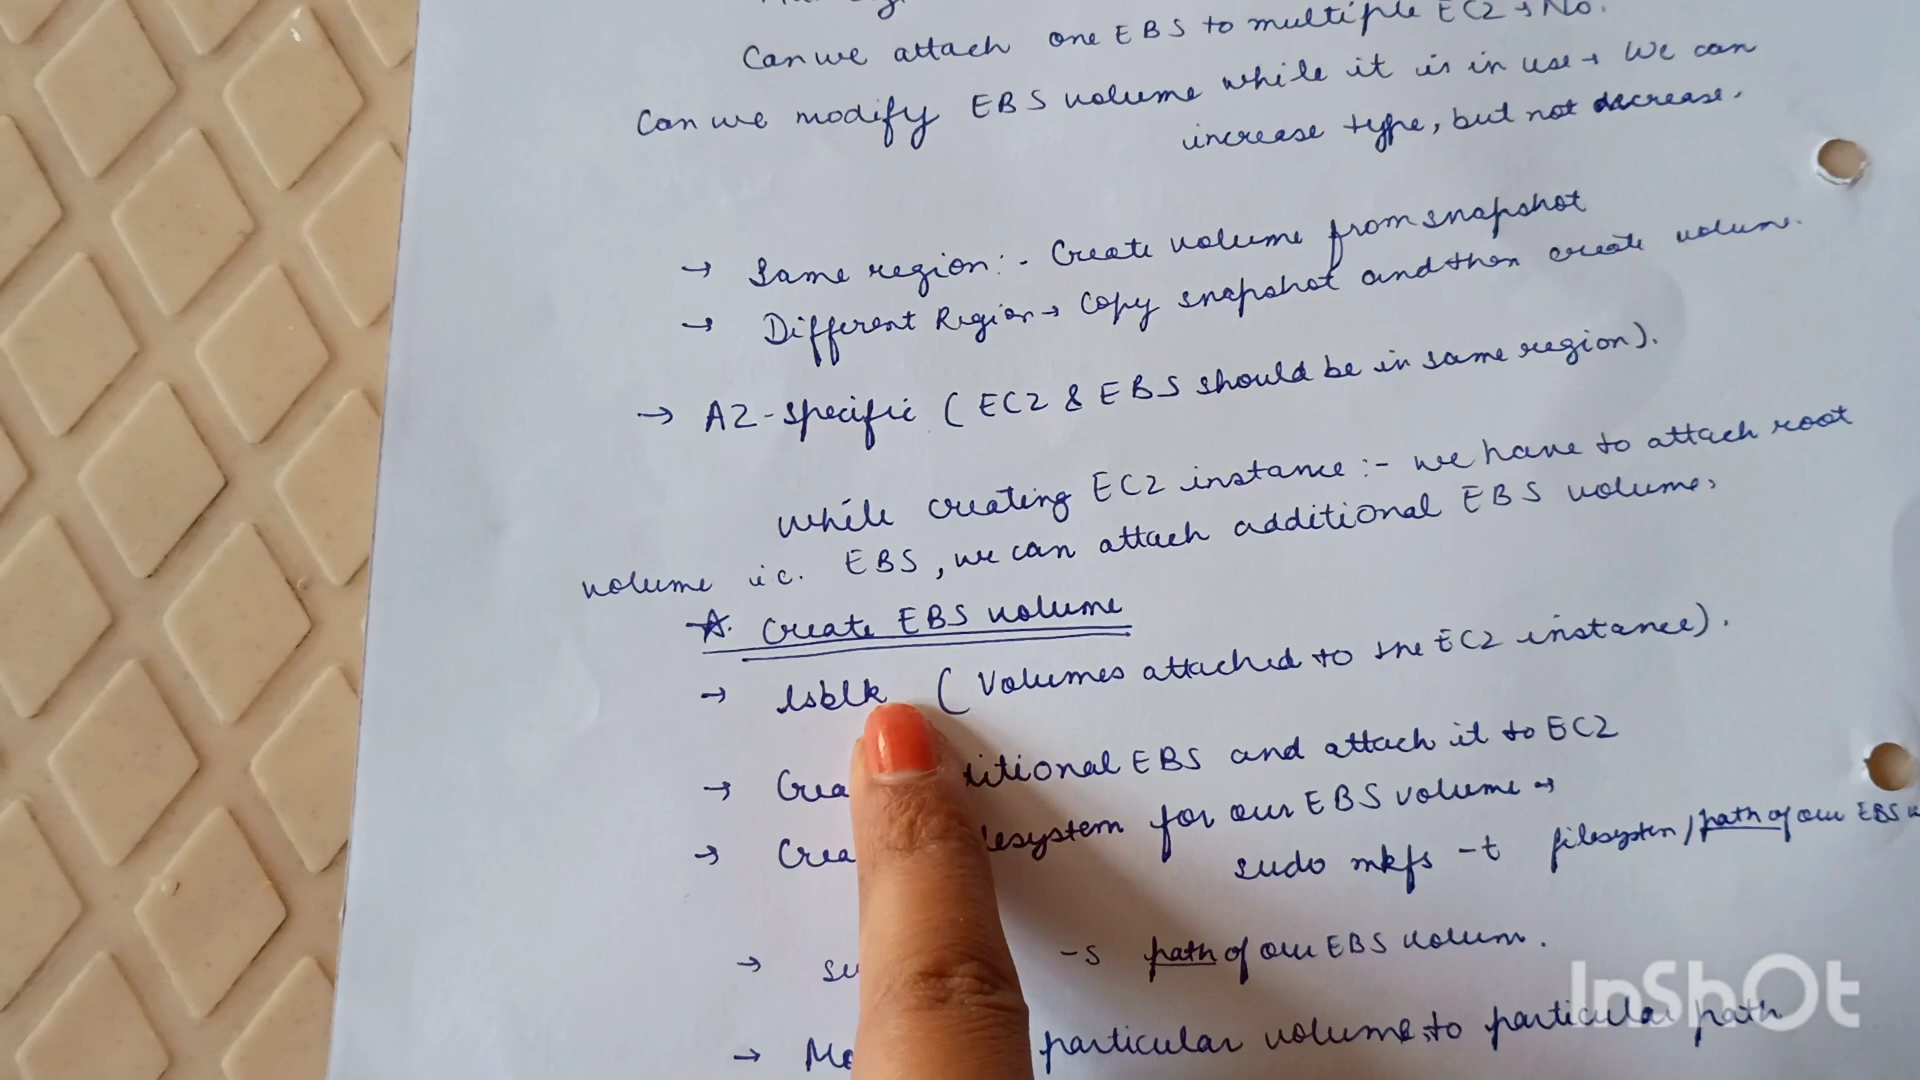 Can we attach one EBS to multiple EC2 → No.
Can we modify EBS volume while it is in use → We can
increase type, but not decrease.
→ Same region:- Create volume from snapshot
→ Different Region → Copy snapshot and then create volume.
→ AZ-specific (EC2 & EBS should be in same region).
While creating EC2 instance:- we have to attach root
volume i.e. EBS, we can attach additional EBS volume.
Create EBS volume
→ lsblk (Volumes attached to the EC2 instance).
→ EBS and attach it to EC2
→ for our EBS volume →
sudo mkfs -t filesystem/path of our EBS
→ -s path of our EBS volum.
→ particular volume to particular path
InShOt